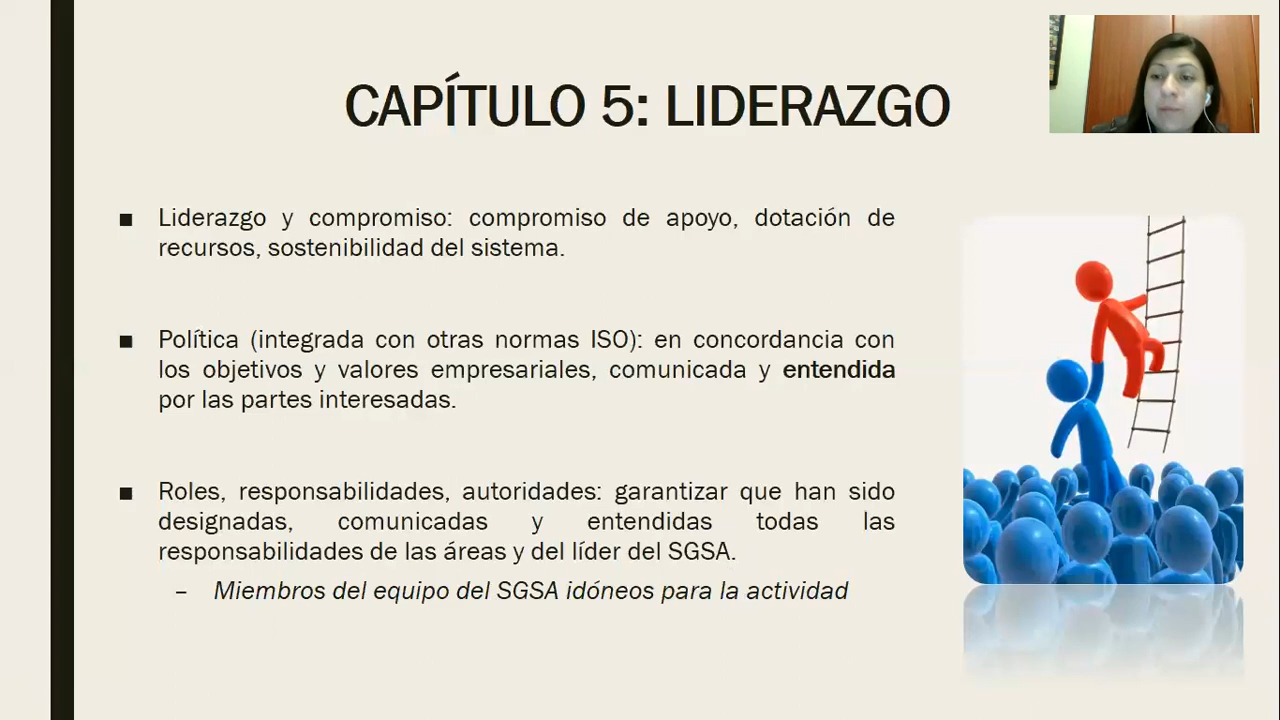 CAPÍTULO 5: LIDERAZGO
■ Liderazgo y compromiso: compromiso de apoyo, dotación de
recursos, sostenibilidad del sistema.
■ Política (integrada con otras normas ISO): en concordancia con
los objetivos y valores empresariales, comunicada y entendida
por las partes interesadas.
■ Roles, responsabilidades, autoridades: garantizar que han sido
designadas, comunicadas y entendidas todas las
responsabilidades de las áreas y del líder del SGSA.
– Miembros del equipo del SGSA idóneos para la actividad